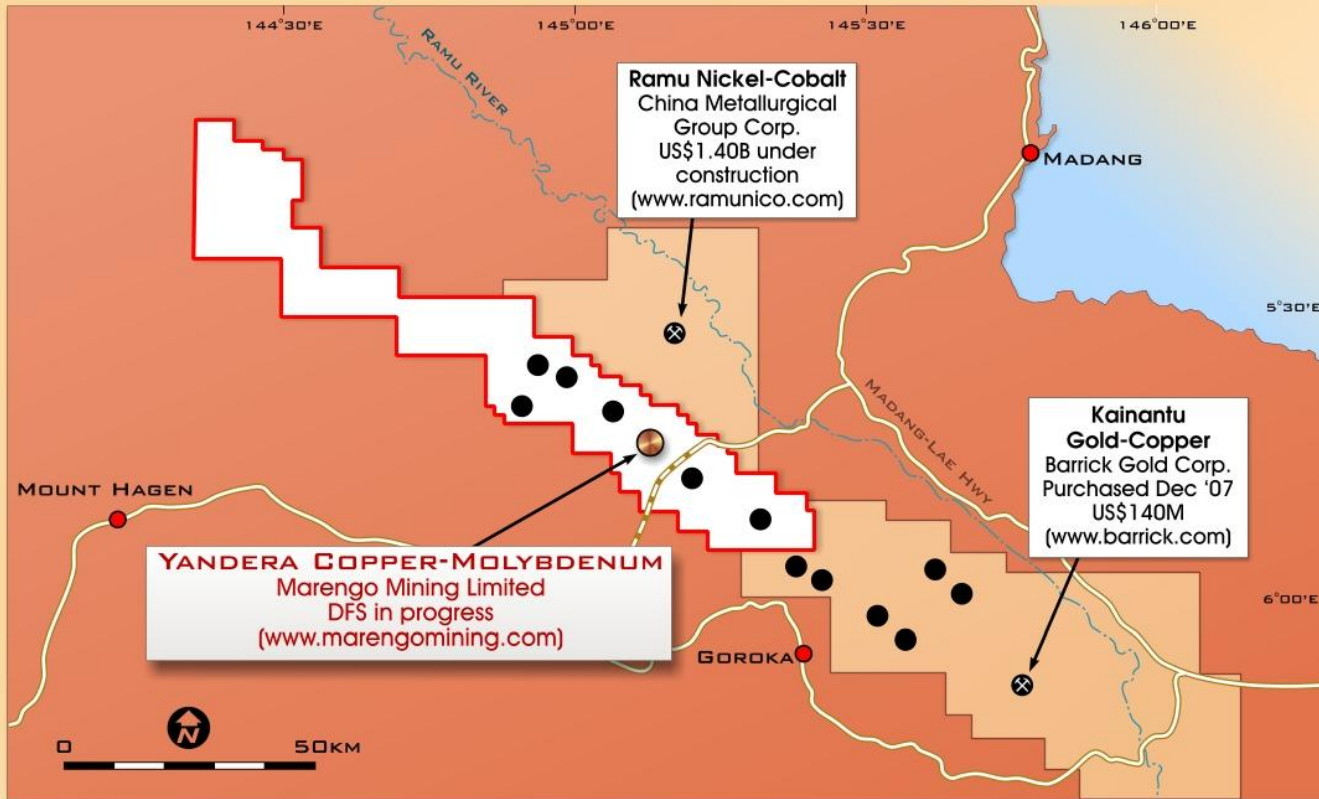 144°30'E
145°00'E
145°30'E
146°00'E
RAMU RIVER
Ramu Nickel-Cobalt
China Metallurgical
Group Corp.
US$1.40B under
construction
(www.ramunico.com)
MADANG
5°30'E
MADANG-LAE HWY
Kainantu
Gold-Copper
Barrick Gold Corp.
Purchased Dec '07
US$140M
(www.barrick.com)
MOUNT HAGEN
YANDERA COPPER-MOLYBDENUM
Marengo Mining Limited
DFS in progress
(www.marengomining.com)
6°00'E
GOROKA
N
0
50KM